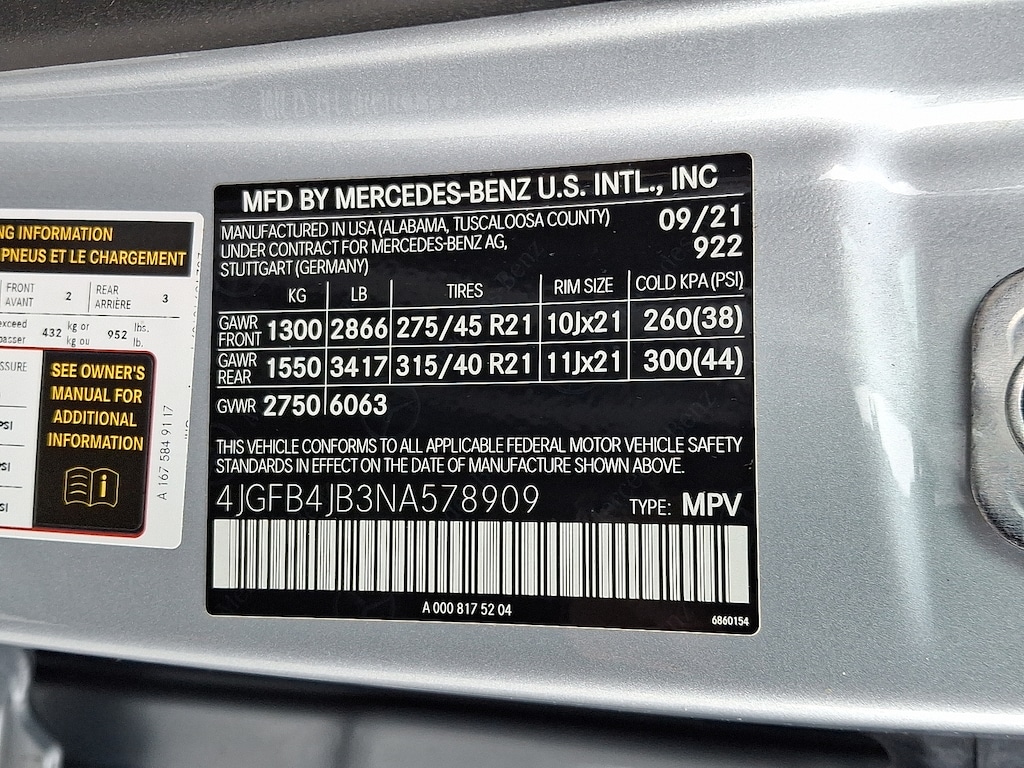 NG INFORMATION
PNEUS ET LE CHARGEMENT
FRONT
AVANT
2
REAR
ARRIÈRE
3
exceed
432 kg or
kg ou
952 lbs.
lb.
SEE OWNER'S
MANUAL FOR
ADDITIONAL
INFORMATION
i
PSI
PSI
SI
A 167 584 91 17
MFD BY MERCEDES-BENZ U.S. INTL., INC
MANUFACTURED IN USA (ALABAMA, TUSCALOOSA COUNTY)
UNDER CONTRACT FOR MERCEDES-BENZ AG,
STUTTGART (GERMANY)
09/21
922
KG LB TIRES RIM SIZE COLD KPA (PSI)
GAWR
FRONT 1300 2866 275/45 R21 10Jx21 260(38)
GAWR
REAR 1550 3417 315/40 R21 11Jx21 300(44)
GVWR 2750 6063
THIS VEHICLE CONFORMS TO ALL APPLICABLE FEDERAL MOTOR VEHICLE SAFETY
STANDARDS IN EFFECT ON THE DATE OF MANUFACTURE SHOWN ABOVE.
4JGFB4JB3NA578909 TYPE: MPV
A 000 817 52 04
6860154